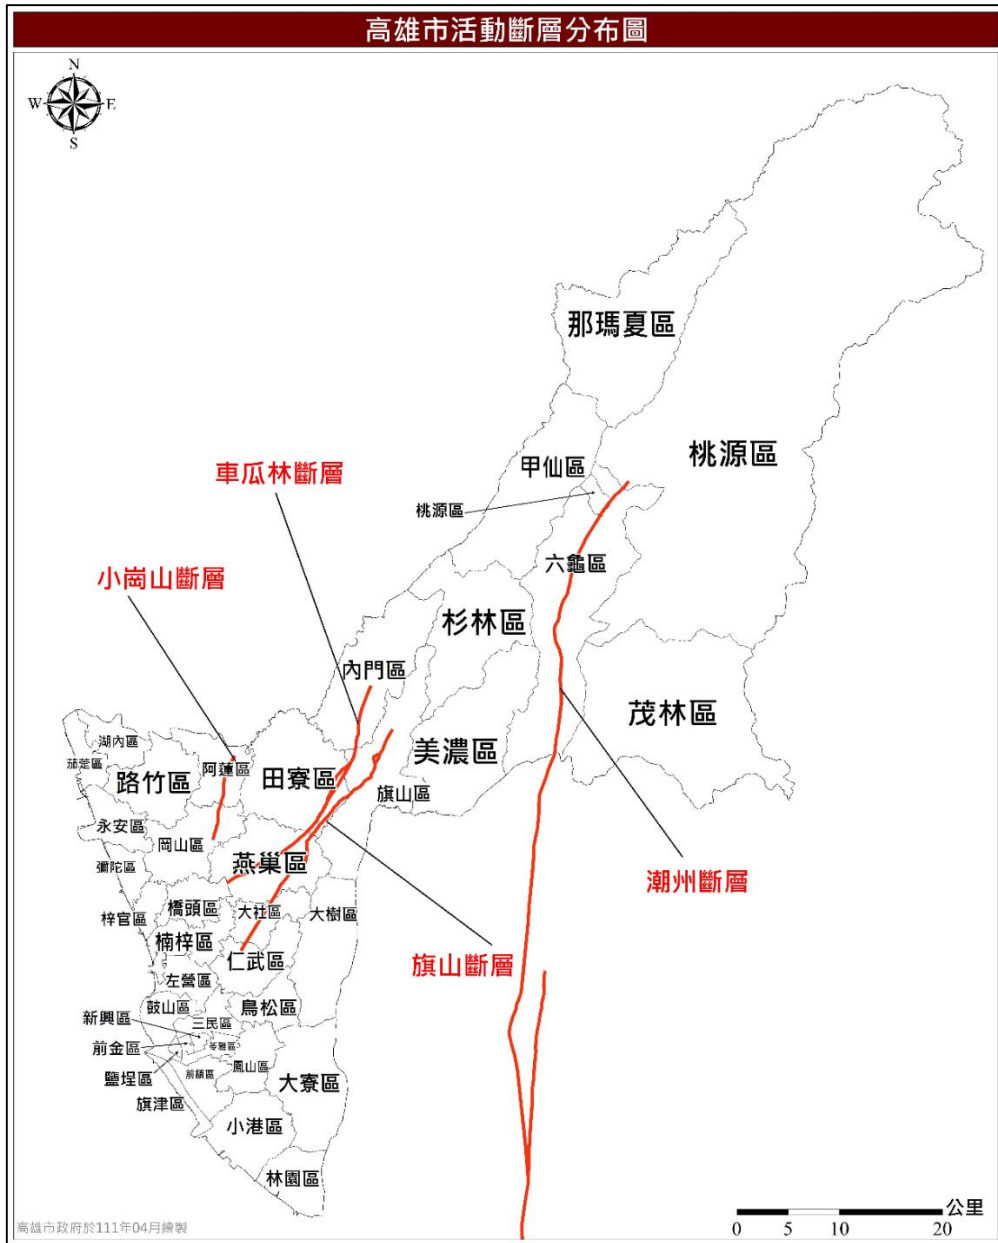 高雄市活動斷層分布圖
N
W
E
S
那瑪夏區
桃源區
甲仙區
車瓜林斷層
桃源區
六龜區
小崗山斷層
杉林區
內門區
茂林區
湖內區
美濃區
茄萣區
阿蓮區
路竹區
田寮區
旗山區
永安區
岡山區
燕巢區
彌陀區
潮州斷層
橋頭區
大社區
大樹區
梓官區
楠梓區
仁武區
旗山斷層
左營區
鼓山區
鳥松區
新興區
三民區
前金區
苓雅區
鹽埕區
前鎮區
鳳山區
大寮區
旗津區
小港區
林園區
公里
0 5 10 20
高雄市政府於111年04月繪製